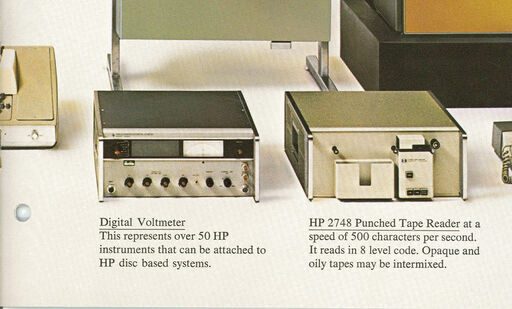 Digital Voltmeter
This represents over 50 HP
instruments that can be attached to
HP disc based systems.
HP 2748 Punched Tape Reader at a
speed of 500 characters per second.
It reads in 8 level code. Opaque and
oily tapes may be intermixed.